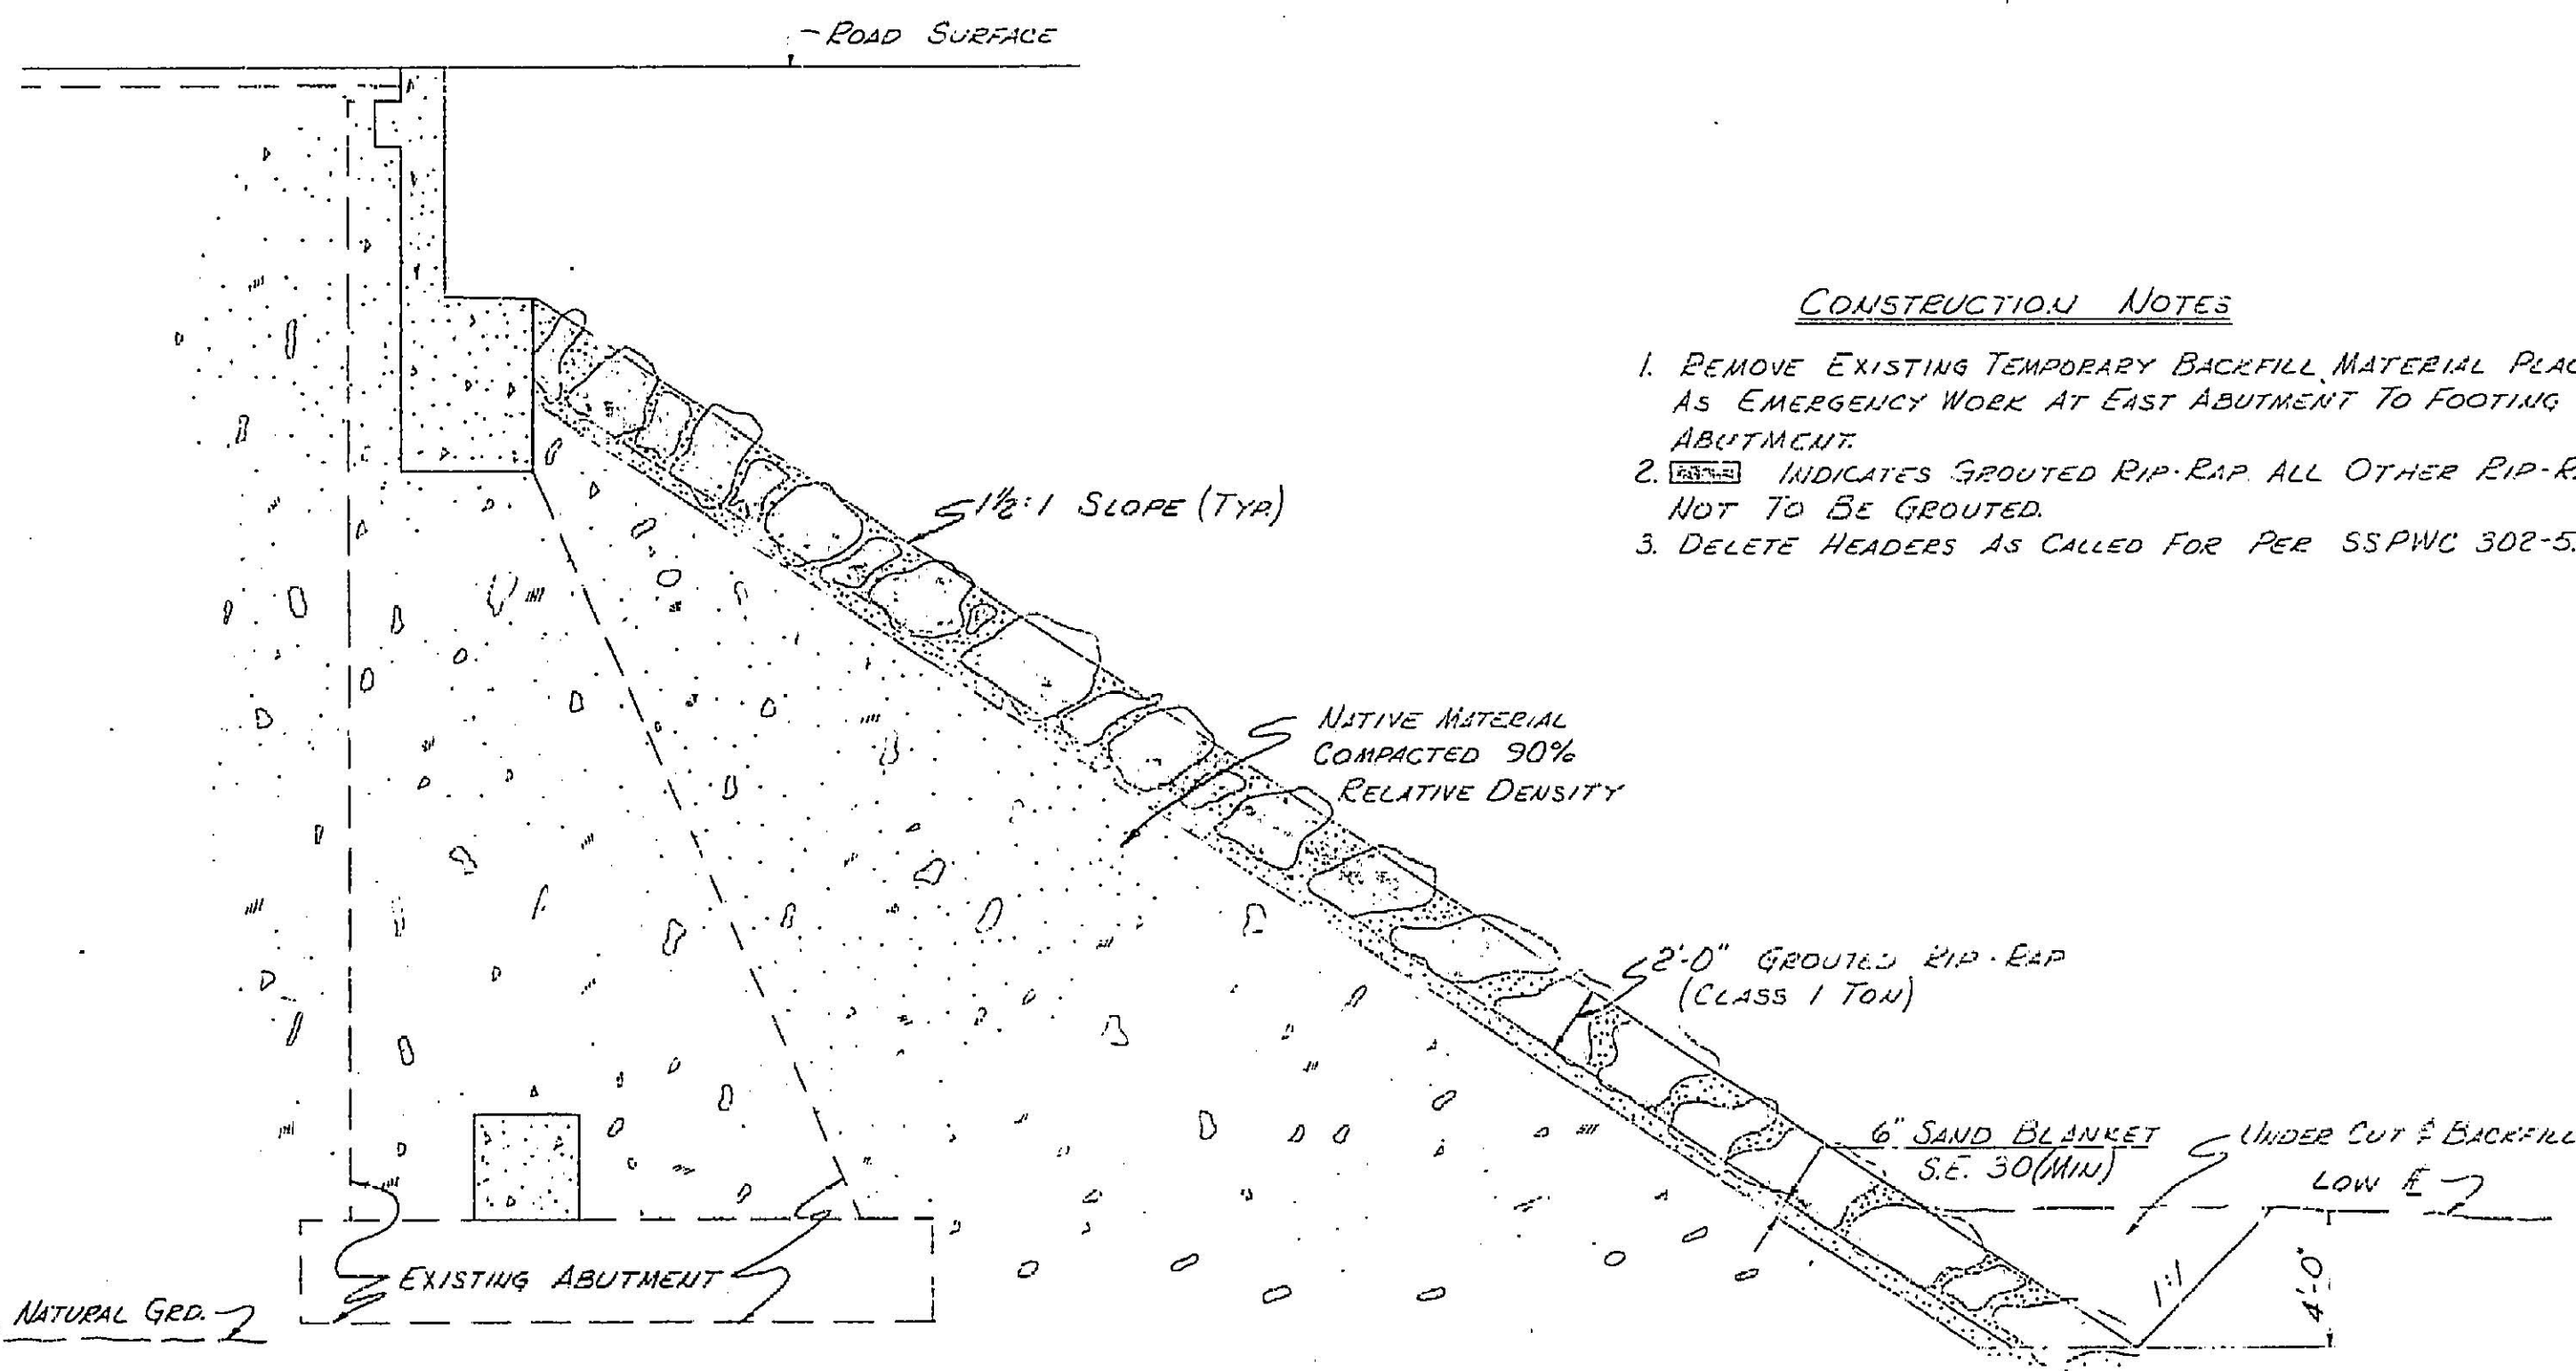 ROAD SURFACE
CONSTRUCTION NOTES
1. REMOVE EXISTING TEMPORARY BACKFILL MATERIAL
AS EMERGENCY WORK AT EAST ABUTMENT TO FOOTING
ABUTMENT.
2. INDICATES GROUTED RIP-RAP. ALL OTHER
NOT TO BE GROUTED.
3. DELETE HEADERS AS CALLED FOR PER SSPWC 302-5.
1½:1 SLOPE (TYP.)
NATIVE MATERIAL
COMPACTED 90%
RELATIVE DENSITY
2'-0" GROUTED RIP-RAP
(CLASS 1 TON)
6" SAND BLANKET
S.E. 30(MIN)
UNDER CUT & BACKFILL
LOW
1:1
4'-0"
EXISTING ABUTMENT
NATURAL GRD.